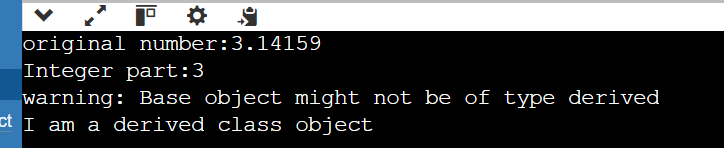 original number:3.14159
Integer part:3
warning: Base object might not be of type derived
ct
I am a derived class object